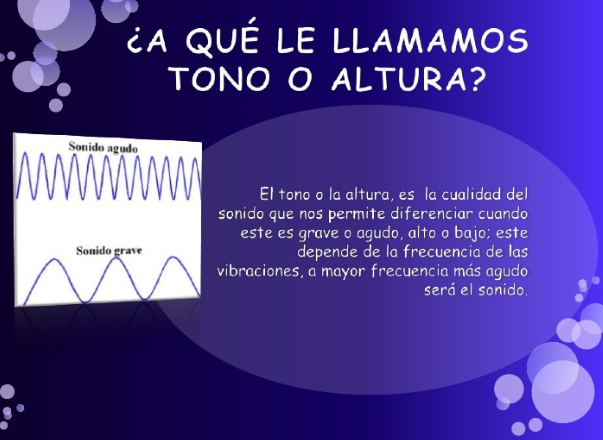 ¿A QUÉ LE LLAMAMOS
TONO O ALTURA?
Sonido agudo
Sonido grave
El tono o la altura, es la cualidad del
sonido que nos permite diferenciar cuando
este es grave o agudo, alto o bajo; este
depende de la frecuencia de las
vibraciones, a mayor frecuencia más agudo
será el sonido.